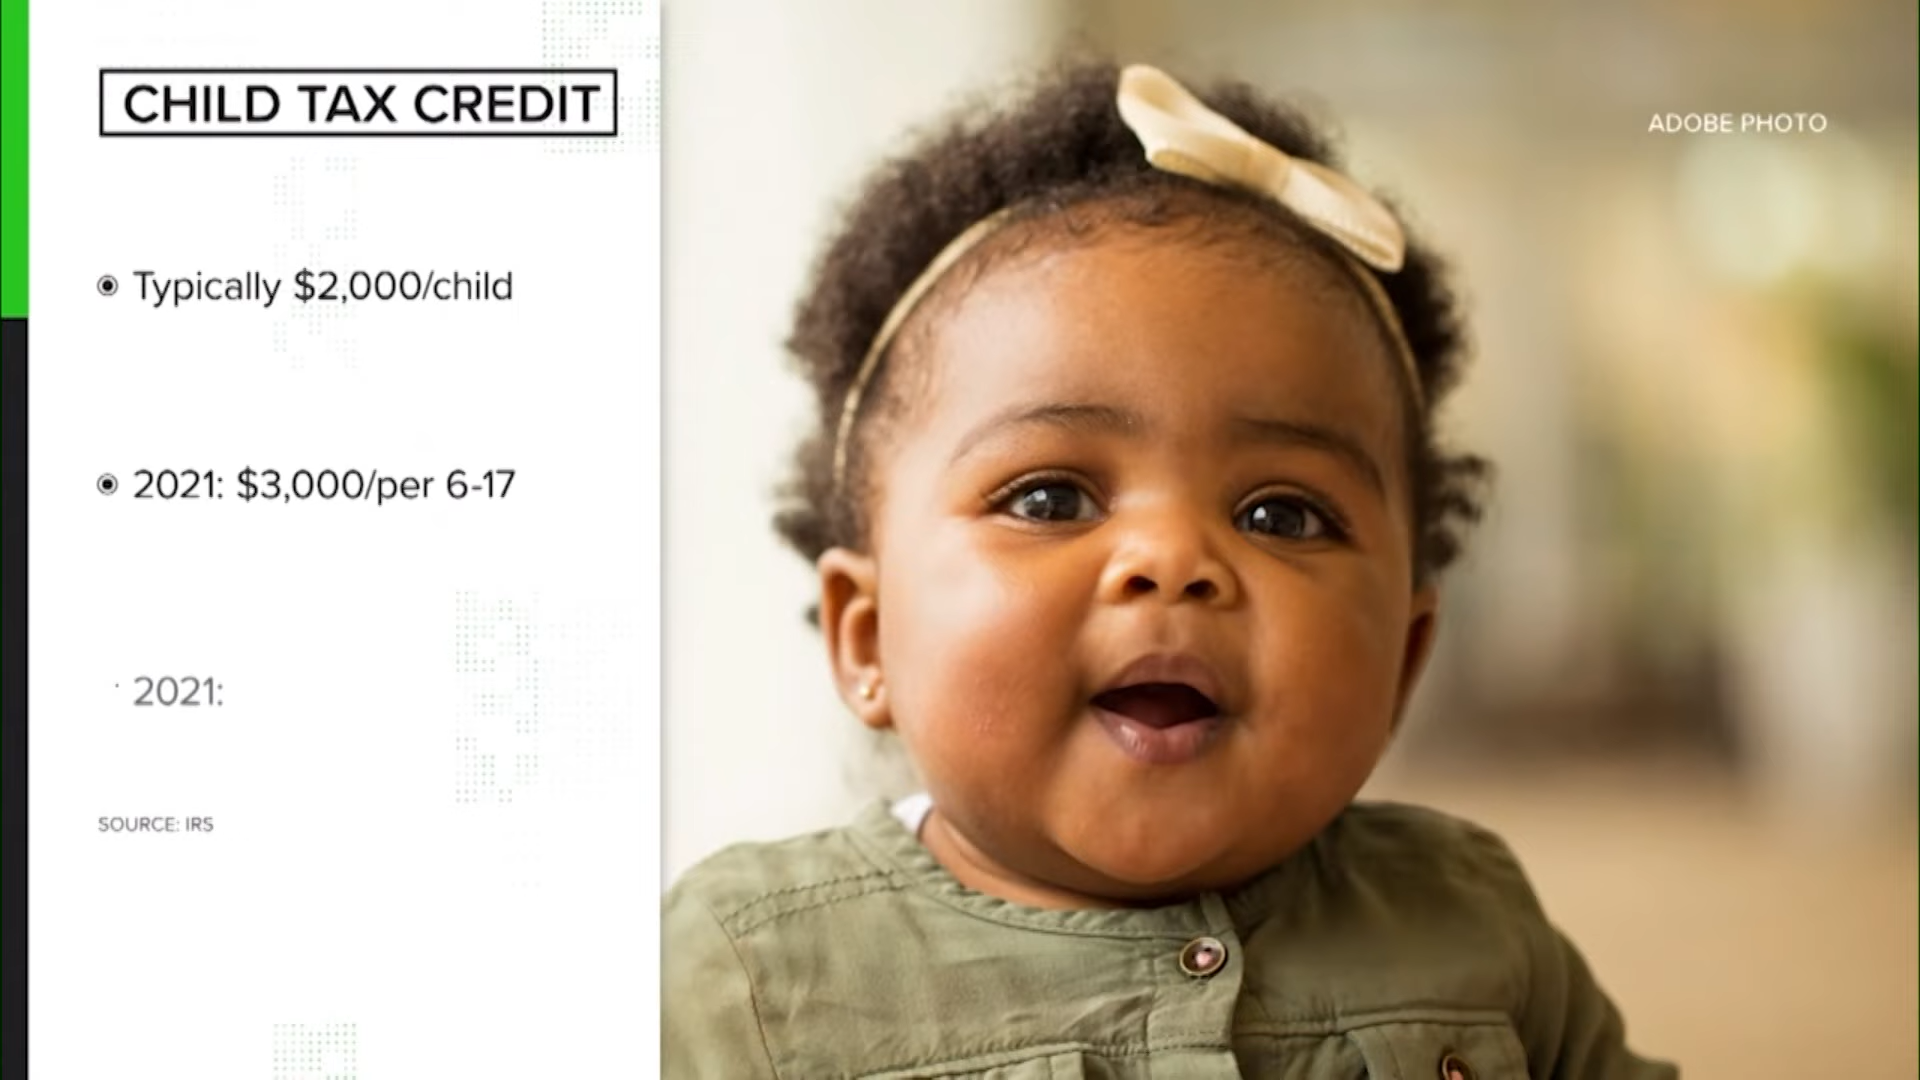 CHILD TAX CREDIT
ADOBE PHOTO
Typically $2,000/child
2021: $3,000/per 6-17
2021:
SOURCE: IRS